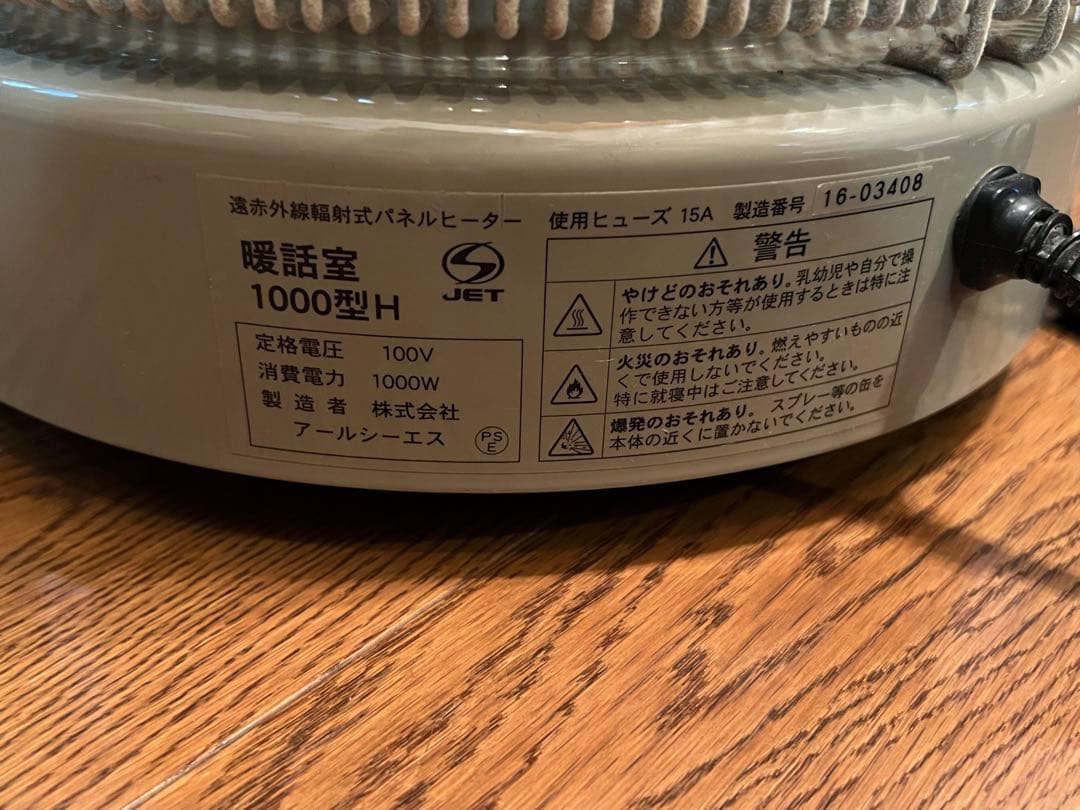 遠赤外線輻射式パネルヒーター
暖話室
1000型H
JET
定格電圧 100V
消費電力 1000W
製造者 株式会社
アールシーエス
PS
E
使用ヒューズ 15A 製造番号 16-03408
警告
やけどのおそれあり。乳幼児や自分で操
作できない方等が使用するときは特に注
意してください。
火災のおそれあり。燃えやすいものの近
くで使用しないでください。
特に就寝中はご注意してください。
爆発のおそれあり。 スプレー等の缶を
本体の近くに置かないでください。